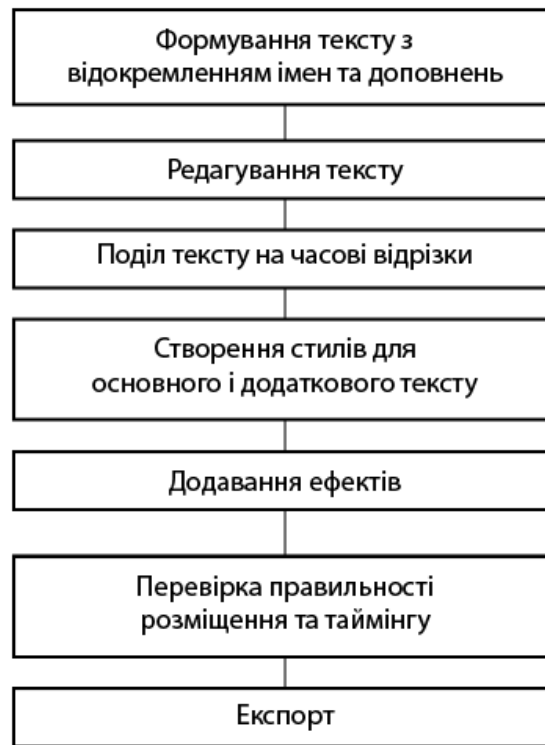 Формування тексту з
відокремленням імен та доповнень
Редагування тексту
Поділ тексту на часові відрізки
Створення стилів для
основного і додаткового тексту
Додавання ефектів
Перевірка правильності
розміщення та таймінгу
Експорт